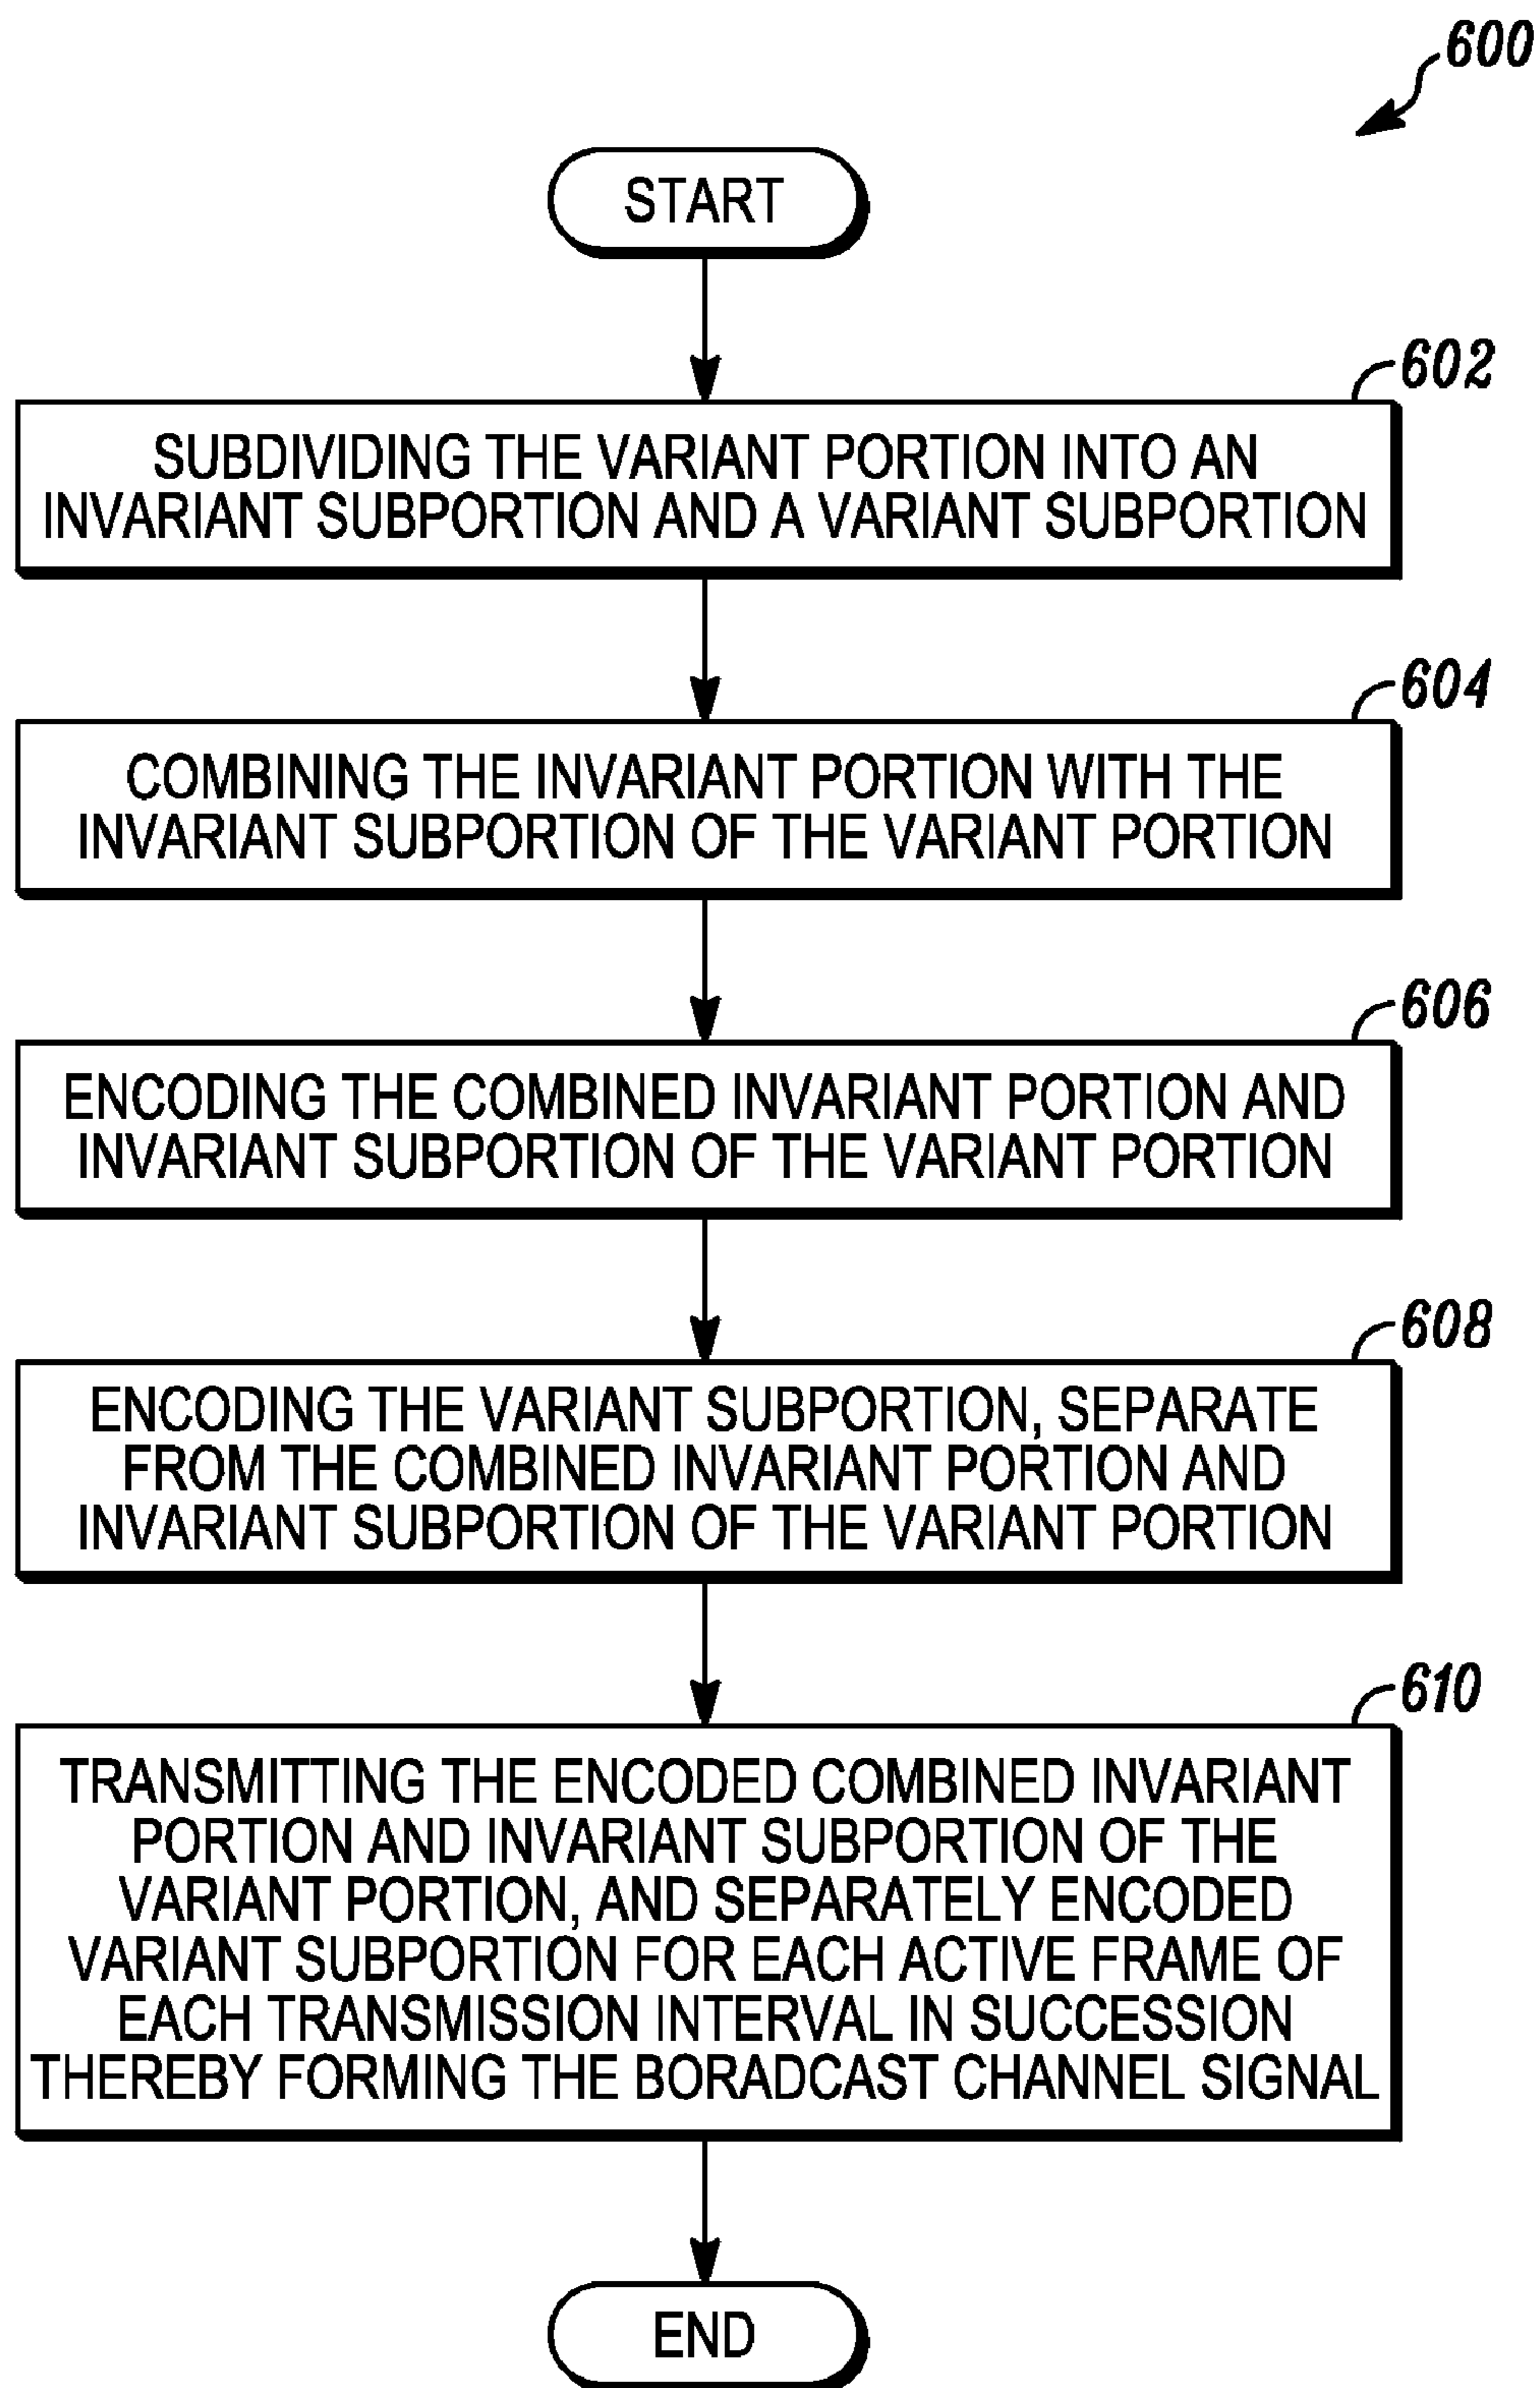 600
START
602
SUBDIVIDING THE VARIANT PORTION INTO AN
INVARIANT SUBPORTION AND A VARIANT SUBPORTION
604
COMBINING THE INVARIANT PORTION WITH THE
INVARIANT SUBPORTION OF THE VARIANT PORTION
606
ENCODING THE COMBINED INVARIANT PORTION AND
INVARIANT SUBPORTION OF THE VARIANT PORTION
608
ENCODING THE VARIANT SUBPORTION, SEPARATE
FROM THE COMBINED INVARIANT PORTION AND
INVARIANT SUBPORTION OF THE VARIANT PORTION
610
TRANSMITTING THE ENCODED COMBINED INVARIANT
PORTION AND INVARIANT SUBPORTION OF THE
VARIANT PORTION, AND SEPARATELY ENCODED
VARIANT SUBPORTION FOR EACH ACTIVE FRAME OF
EACH TRANSMISSION INTERVAL IN SUCCESSION
THEREBY FORMING THE BORADCAST CHANNEL SIGNAL
END